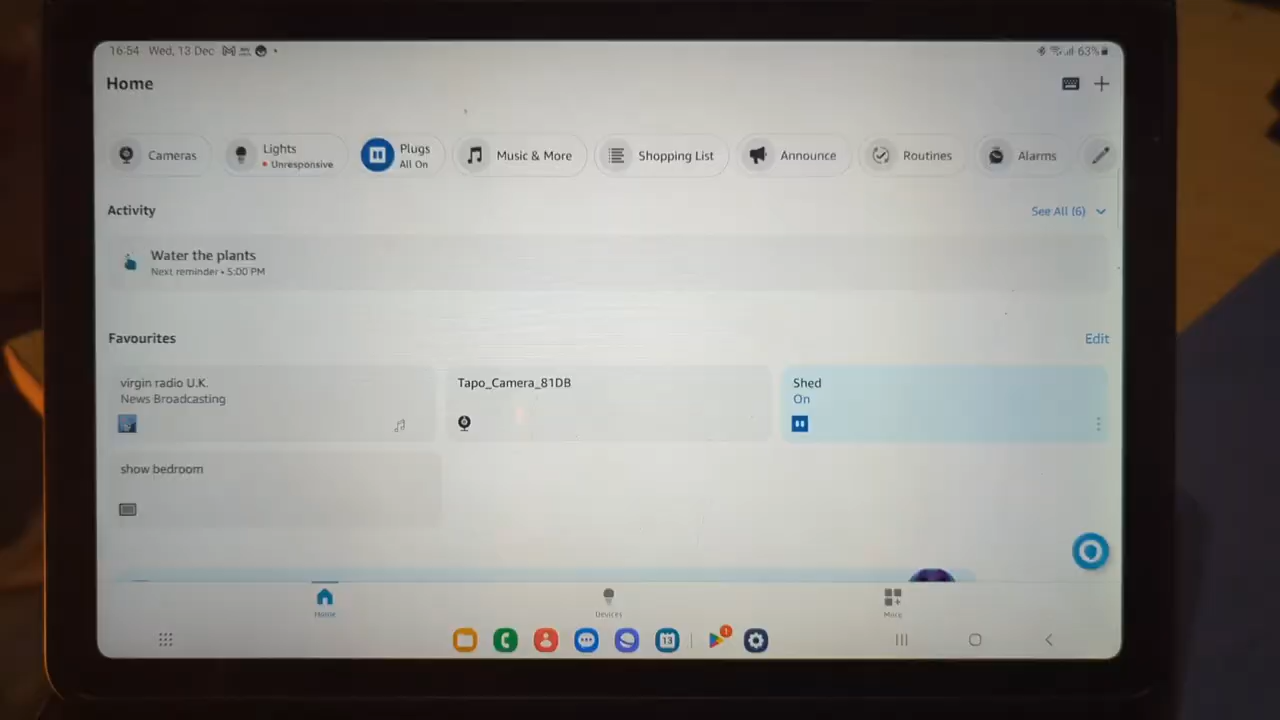 16:54 Wed, 13 Dec
63%
Home
Cameras
Lights
Unresponsive
Plugs
All On
Music & More
Shopping List
Announce
Routines
Alarms
Activity
See All (6)
Water the plants
Next reminder • 5:00 PM
Favourites
Edit
virgin radio U.K.
News Broadcasting
Tapo_Camera_81DB
Shed
On
show bedroom
Home
Devices
More
13
1